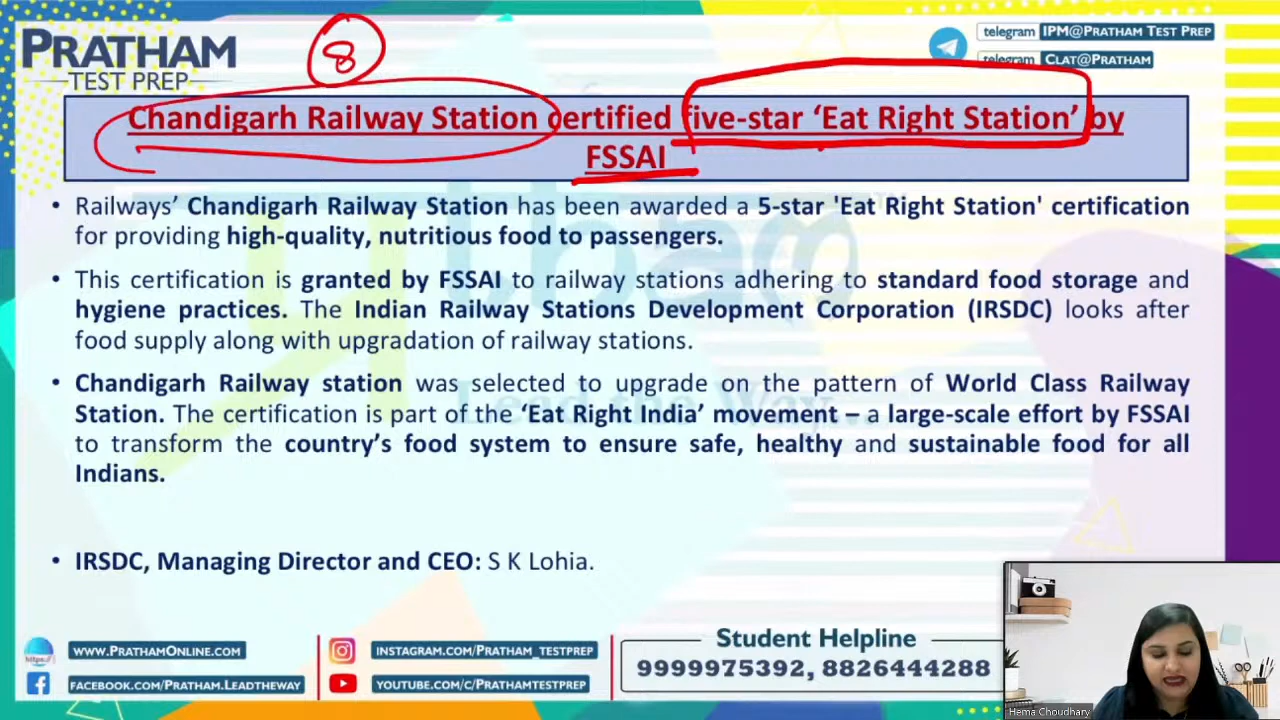 PRATHAM
TEST PREP
8
telegram IPM@PRATHAM TEST PREP
telegram CLAT@PRATHAM
Chandigarh Railway Station certified five-star ‘Eat Right Station’ by
FSSAI
• Railways’ Chandigarh Railway Station has been awarded a 5-star 'Eat Right Station' certification
for providing high-quality, nutritious food to passengers.
• This certification is granted by FSSAI to railway stations adhering to standard food storage and
hygiene practices. The Indian Railway Stations Development Corporation (IRSDC) looks after
food supply along with upgradation of railway stations.
• Chandigarh Railway station was selected to upgrade on the pattern of World Class Railway
Station. The certification is part of the ‘Eat Right India’ movement – a large-scale effort by FSSAI
to transform the country’s food system to ensure safe, healthy and sustainable food for all
Indians.
• IRSDC, Managing Director and CEO: S K Lohia.
https://
WWW.PRATHAMONLINE.COM
FACEBOOK.COM/PRATHAM.LEADTHEWAY
INSTAGRAM.COM/PRATHAM_TESTPREP
YOUTUBE.COM/C/PRATHAMTESTPREP
Student Helpline
9999975392, 8826444288
Hema Choudhary